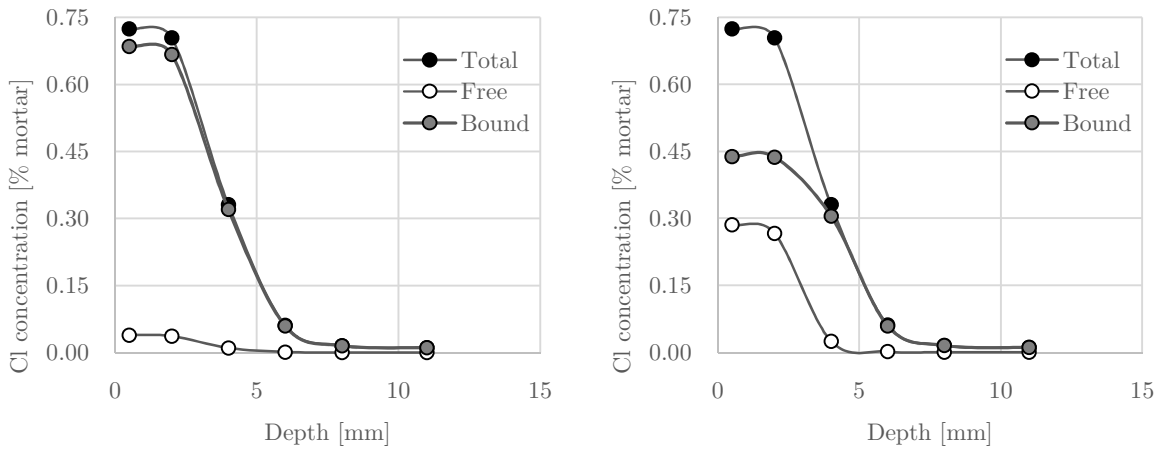 Cl concentration [% mortar]
0.75
0.60
0.45
0.30
0.15
0.00
0
5
10
15
Depth [mm]
Total
Free
Bound
Cl concentration [% mortar]
0.75
0.60
0.45
0.30
0.15
0.00
0
5
10
15
Depth [mm]
Total
Free
Bound